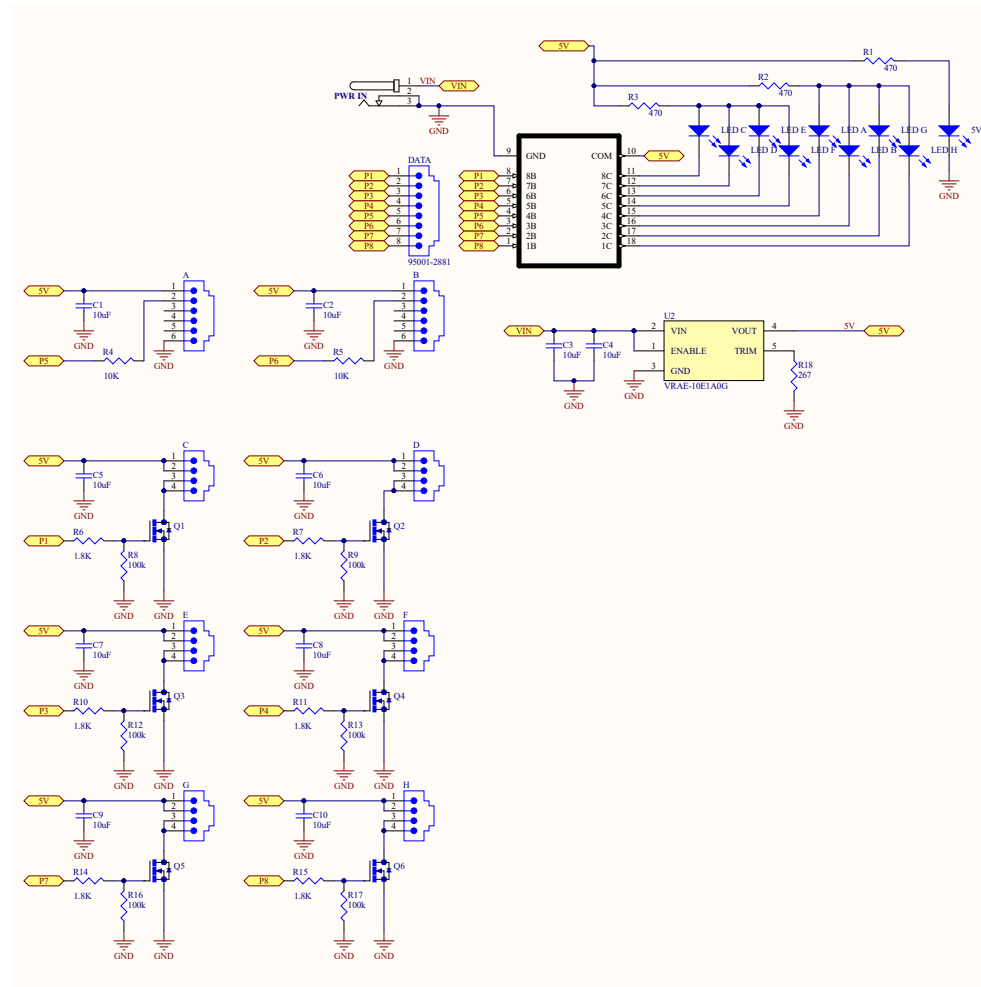 5V
R1
470
R2
470
R3
470
1 VIN VIN
2
3
PWR IN
GND
LED C LED E LED A LED G 5V
LED D LED F LED B LED H
GND
9 GND COM 10 5V
DATA
P1 1
P2 2
P3 3
P4 4
P5 5
P6 6
P7 7
P8 8
95001-2881
P1 8 8B 8C 11
P2 7 7B 7C 12
P3 6 6B 6C 13
P4 5 5B 5C 14
P5 4 4B 4C 15
P6 3 3B 3C 16
P7 2 2B 2C 17
P8 1 1B 1C 18
A
5V
1
2
3
4
5
6
C1
10uF
GND
GND
R4
P5
10K
B
5V
1
2
3
4
5
6
C2
10uF
GND
GND
R5
P6
10K
U2
VIN 2 VIN VOUT 4 5V 5V
1 ENABLE TRIM 5
3 GND
VRAE-10E1A0G
C3
10uF
C4
10uF
R18
267
GND
GND
GND
C
5V
1
2
3
4
C5
10uF
GND
Q1
R6
P1
1.8K
R8
100k
GND GND
D
5V
1
2
3
4
C6
10uF
GND
Q2
R7
P2
1.8K
R9
100k
GND GND
E
5V
1
2
3
4
C7
10uF
GND
Q3
R10
P3
1.8K
R12
100k
GND GND
F
5V
1
2
3
4
C8
10uF
GND
Q4
R11
P4
1.8K
R13
100k
GND GND
G
5V
1
2
3
4
C9
10uF
GND
Q5
R14
P7
1.8K
R16
100k
GND GND
H
5V
1
2
3
4
C10
10uF
GND
Q6
R15
P8
1.8K
R17
100k
GND GND